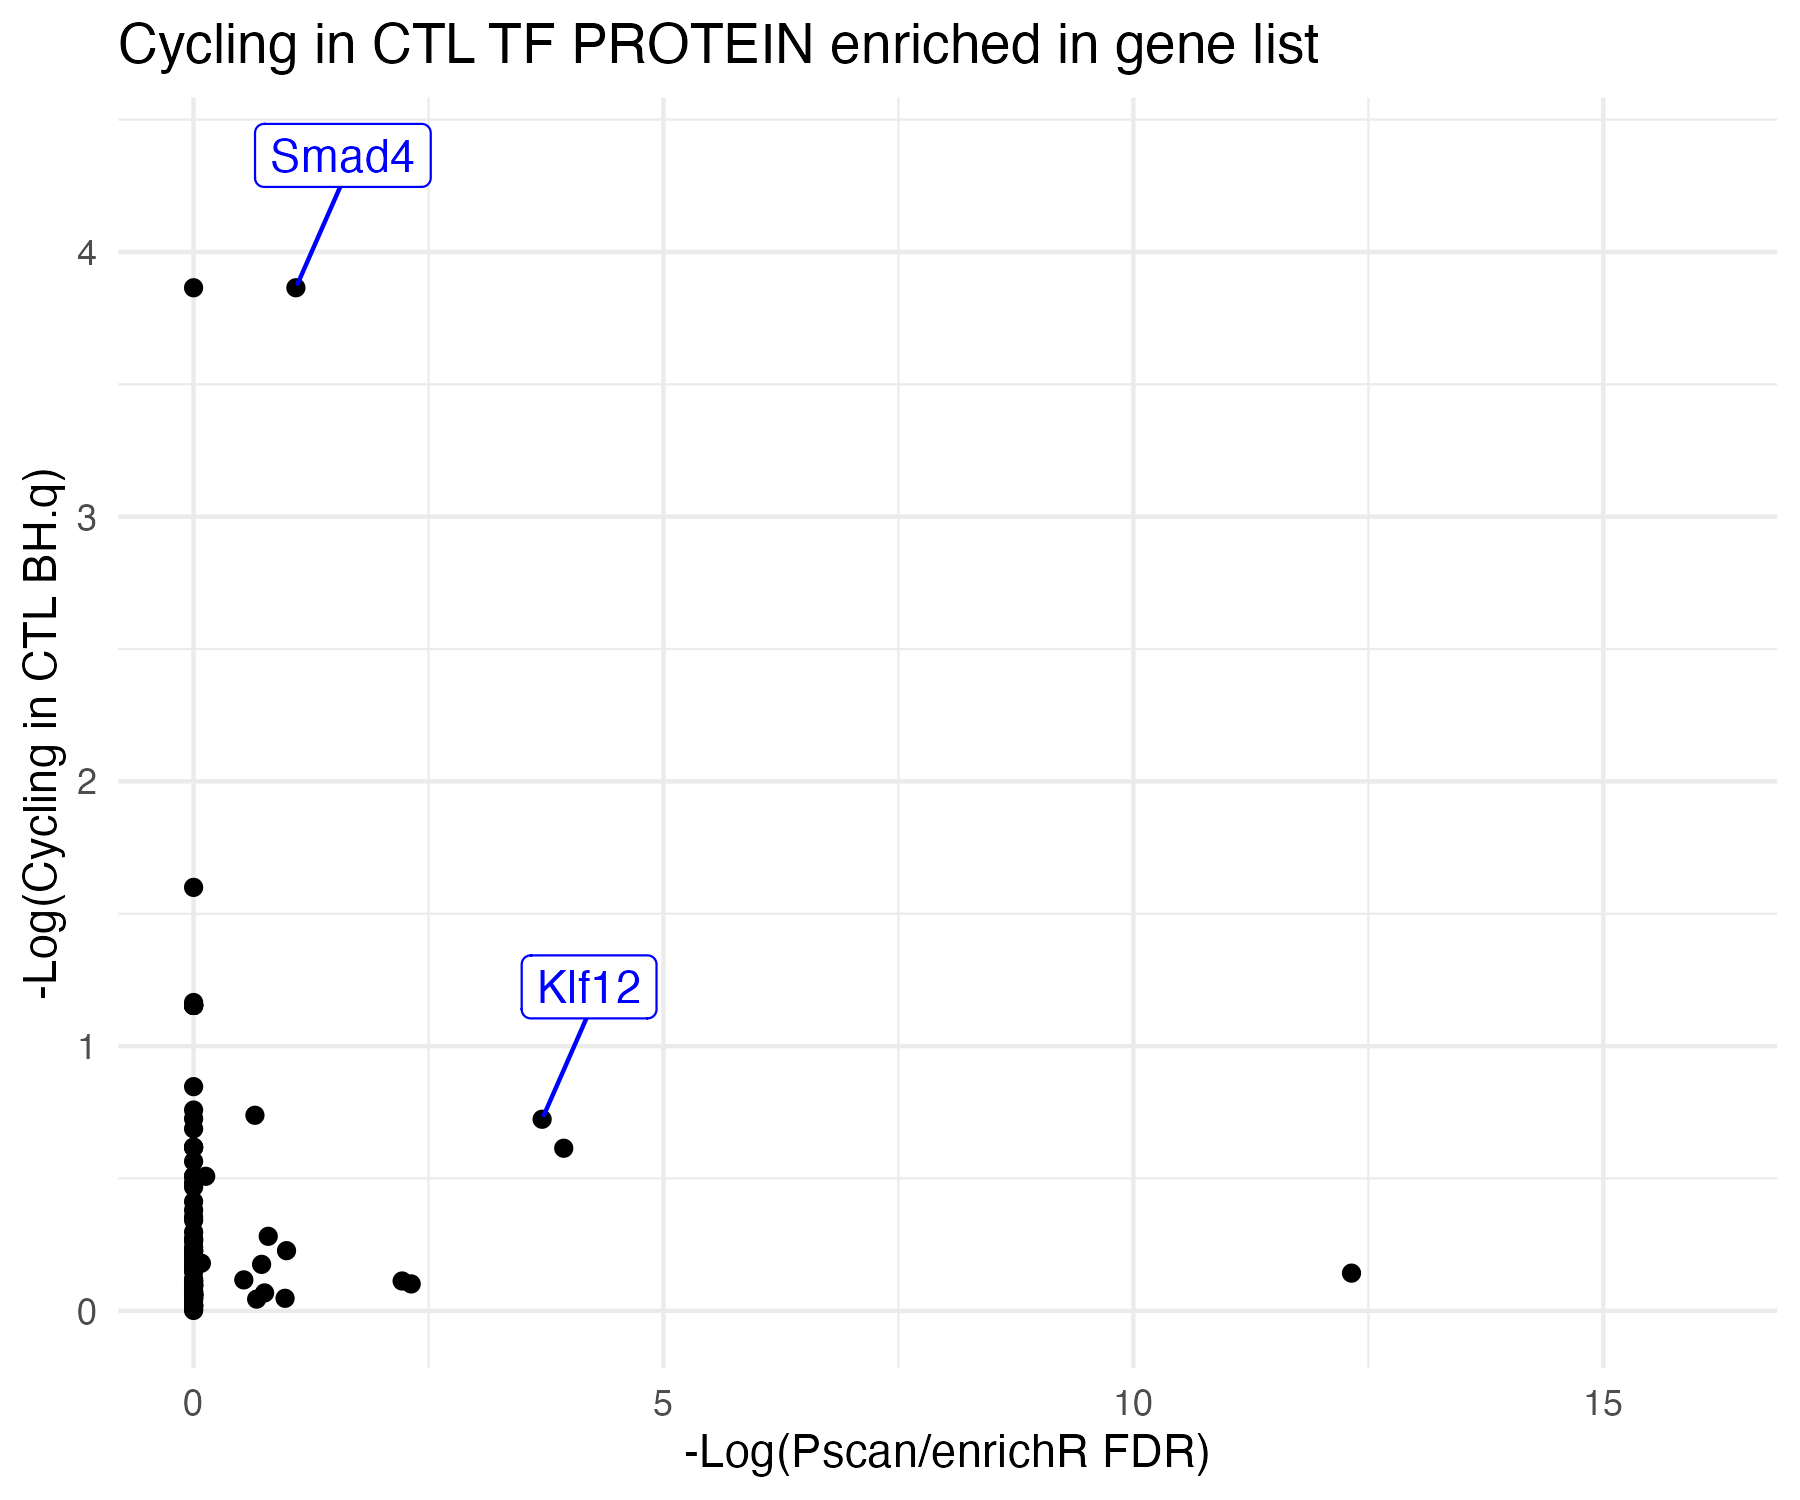 Cycling in CTL TF PROTEIN enriched in gene list
Smad4
Klf12
-Log(Cycling in CTL BH.q)
4
3
2
1
0
0 5 10 15
-Log(Pscan/enrichR FDR)